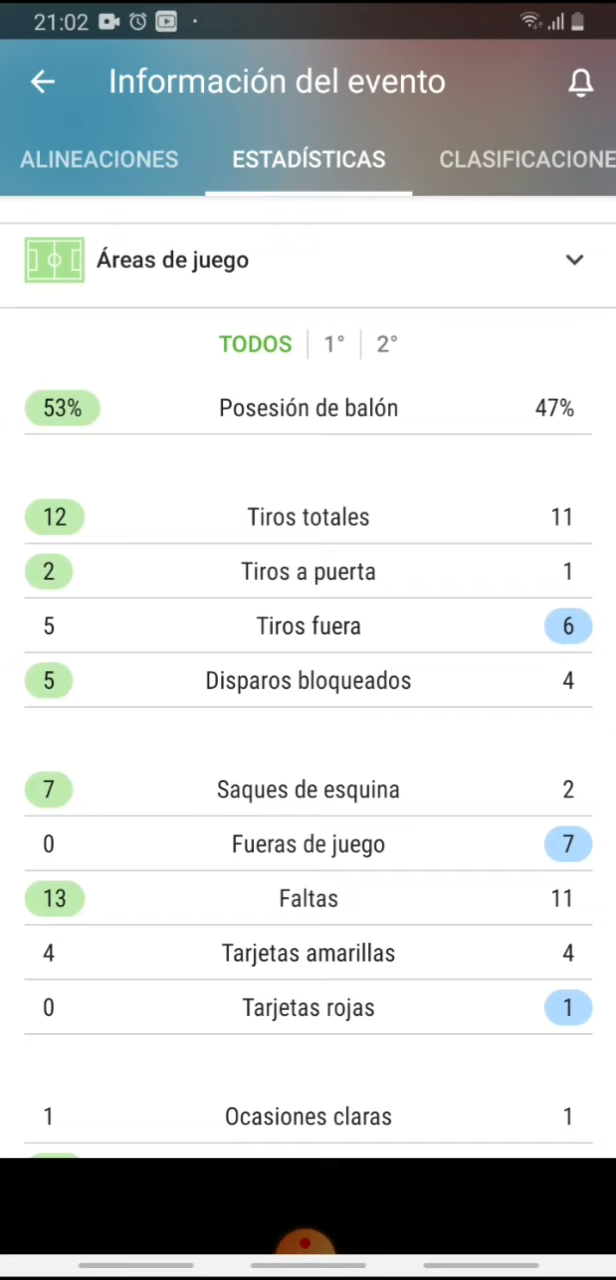 21:02
Información del evento
ALINEACIONES ESTADÍSTICAS CLASIFICACIONE
Áreas de juego
TODOS 1° 2°
53% Posesión de balón 47%
12 Tiros totales 11
2 Tiros a puerta 1
5 Tiros fuera 6
5 Disparos bloqueados 4
7 Saques de esquina 2
0 Fueras de juego 7
13 Faltas 11
4 Tarjetas amarillas 4
0 Tarjetas rojas 1
1 Ocasiones claras 1